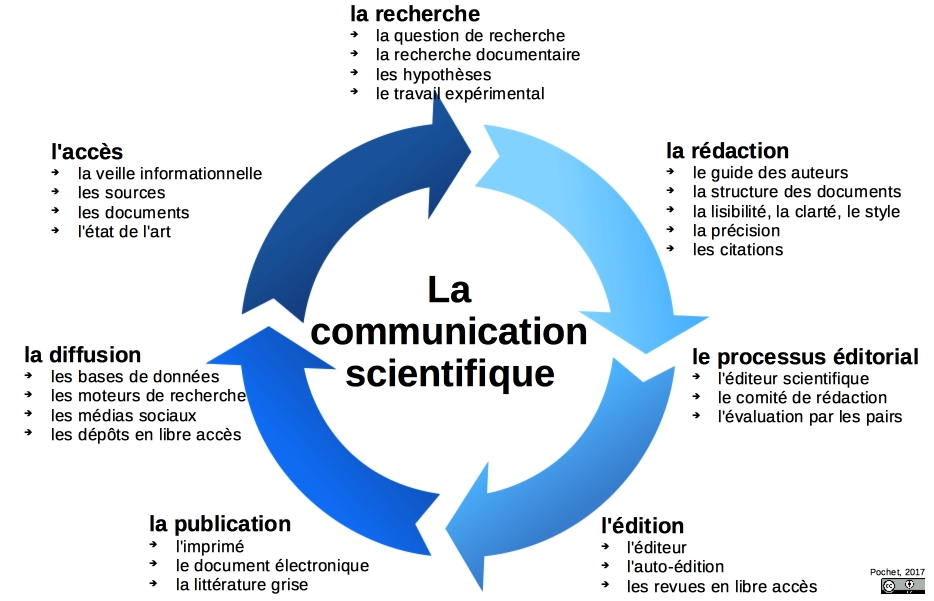 la recherche
➔ la question de recherche
➔ la recherche documentaire
➔ les hypothèses
➔ le travail expérimental
la rédaction
➔ le guide des auteurs
➔ la structure des documents
➔ la lisibilité, la clarté, le style
➔ la précision
➔ les citations
le processus éditorial
➔ l'éditeur scientifique
➔ le comité de rédaction
➔ l'évaluation par les pairs
l'édition
➔ l'éditeur
➔ l'auto-édition
➔ les revues en libre accès
la publication
➔ l'imprimé
➔ le document électronique
➔ la littérature grise
la diffusion
➔ les bases de données
➔ les moteurs de recherche
➔ les médias sociaux
➔ les dépôts en libre accès
l'accès
➔ la veille informationnelle
➔ les sources
➔ les documents
➔ l'état de l'art
La
communication
scientifique
Pochet, 2017
cc